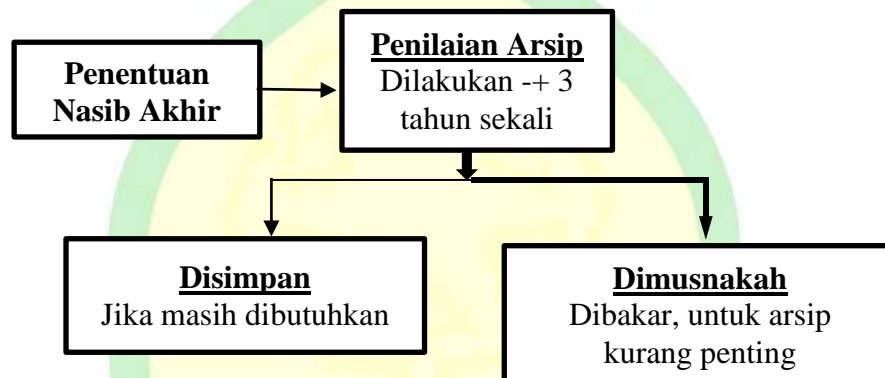 Penentuan
Nasib Akhir
Penilaian Arsip
Dilakukan -+ 3
tahun sekali
Disimpan
Jika masih dibutuhkan
Dimusnakah
Dibakar, untuk arsip
kurang penting